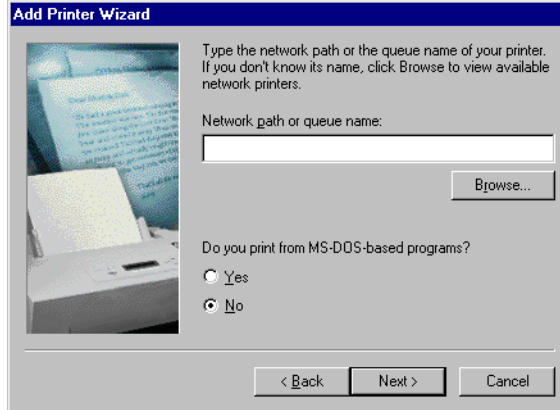 Add Printer Wizard
Type the network path or the queue name of your printer.
If you don't know its name, click Browse to view available
network printers.
Network path or queue name:
Browse...
Do you print from MS-DOS-based programs?
Yes
No
< Back
Next >
Cancel